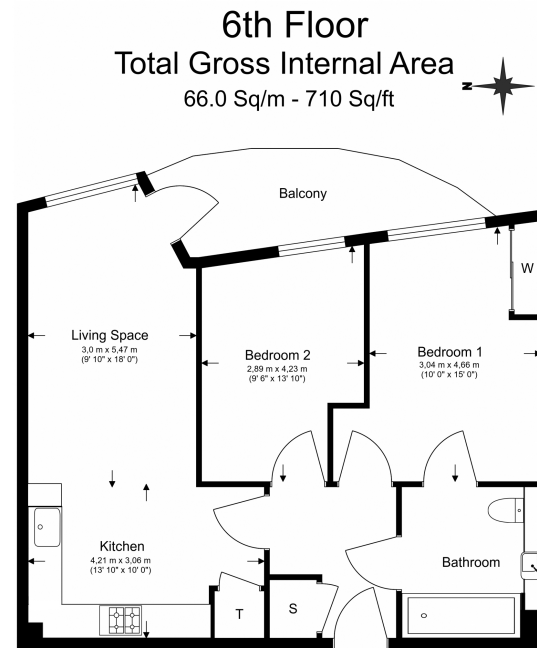 6th Floor
Total Gross Internal Area
66.0 Sq/m - 710 Sq/ft
N
Balcony
W
Living Space
3,0 m x 5,47 m
(9' 10" x 18' 0")
Bedroom 2
2,89 m x 4,23 m
(9' 6" x 13' 10")
Bedroom 1
3,04 m x 4,66 m
(10' 0" x 15' 0")
Kitchen
4,21 m x 3,06 m
(13' 10" x 10' 0")
Bathroom
T
S